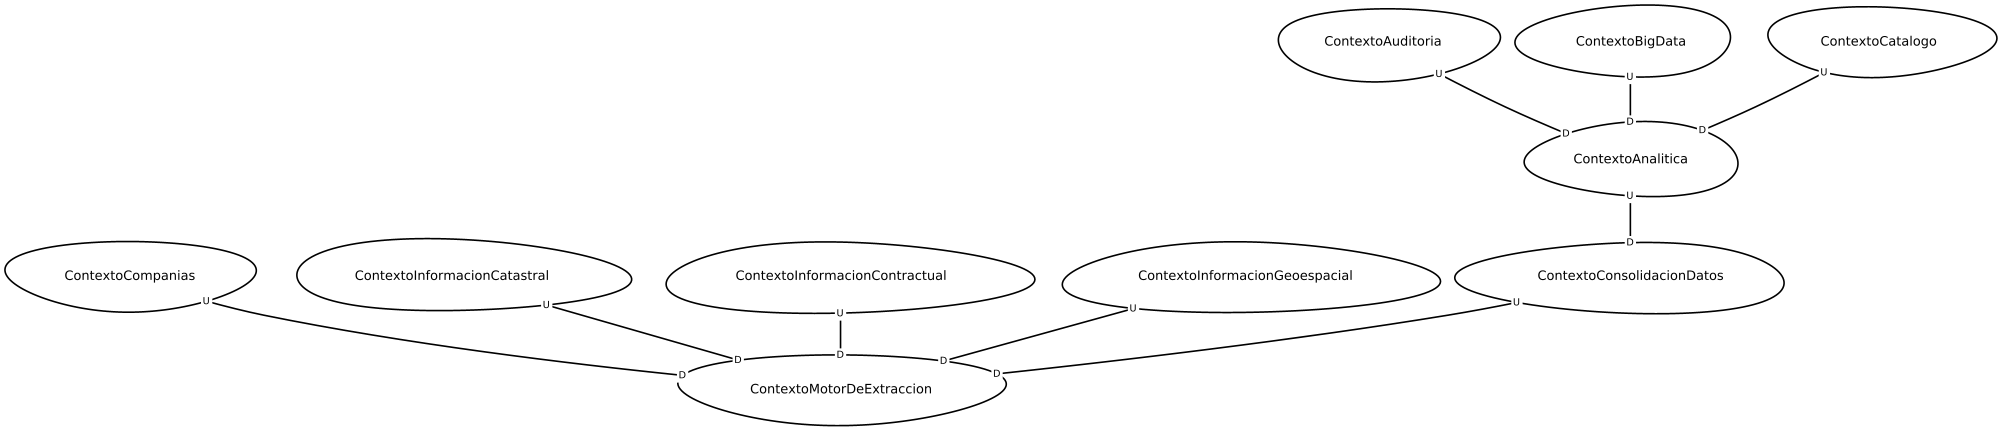 ContextoAuditoria
ContextoBigData
ContextoCatalogo
U
U
U
D
D
D
ContextoAnalitica
U
D
ContextoCompanias
ContextoInformacionCatastral
ContextoInformacionContractual
ContextoInformacionGeoespacial
ContextoConsolidacionDatos
U
U
U
U
U
D
D
D
D
D
ContextoMotorDeExtraccion